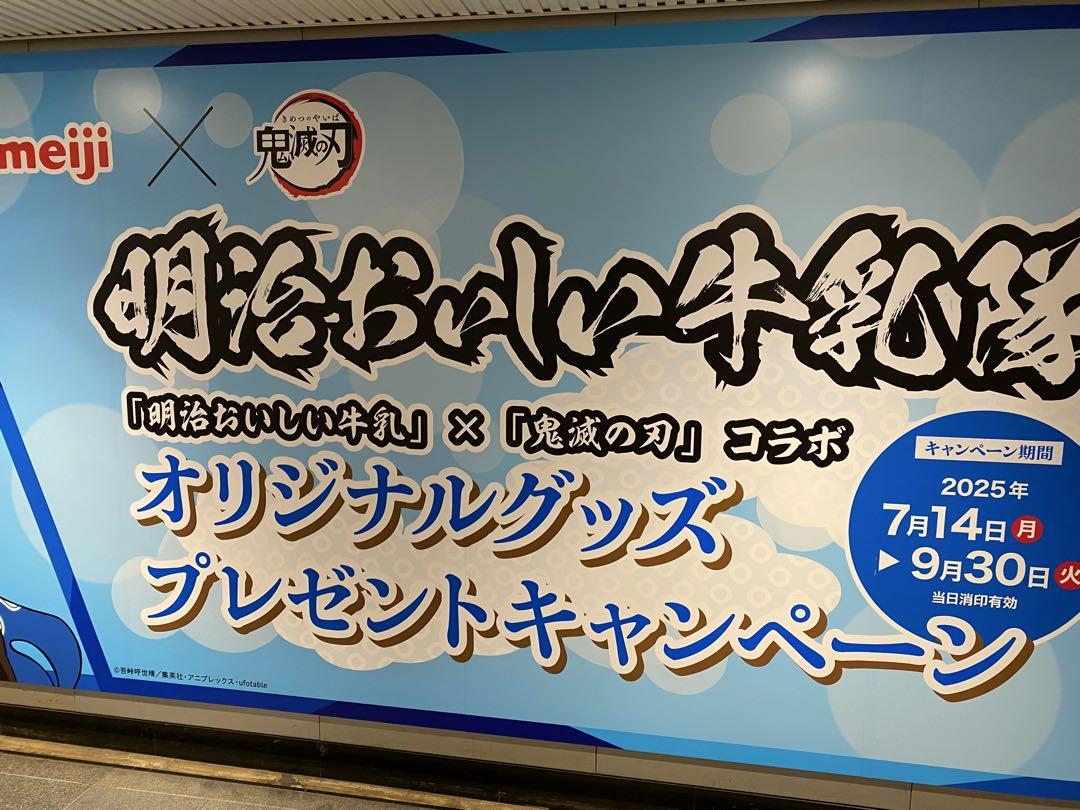 meiji × 鬼滅の刃
きめつのやいば
明治おいしい牛乳隊
「明治おいしい牛乳」×「鬼滅の刃」コラボ
オリジナルグッズ
プレゼントキャンペーン
キャンペーン期間
2025年
7月14日 月
▶ 9月30日 火
当日消印有効
©吾峠呼世晴／集英社・アニプレックス・ufotable